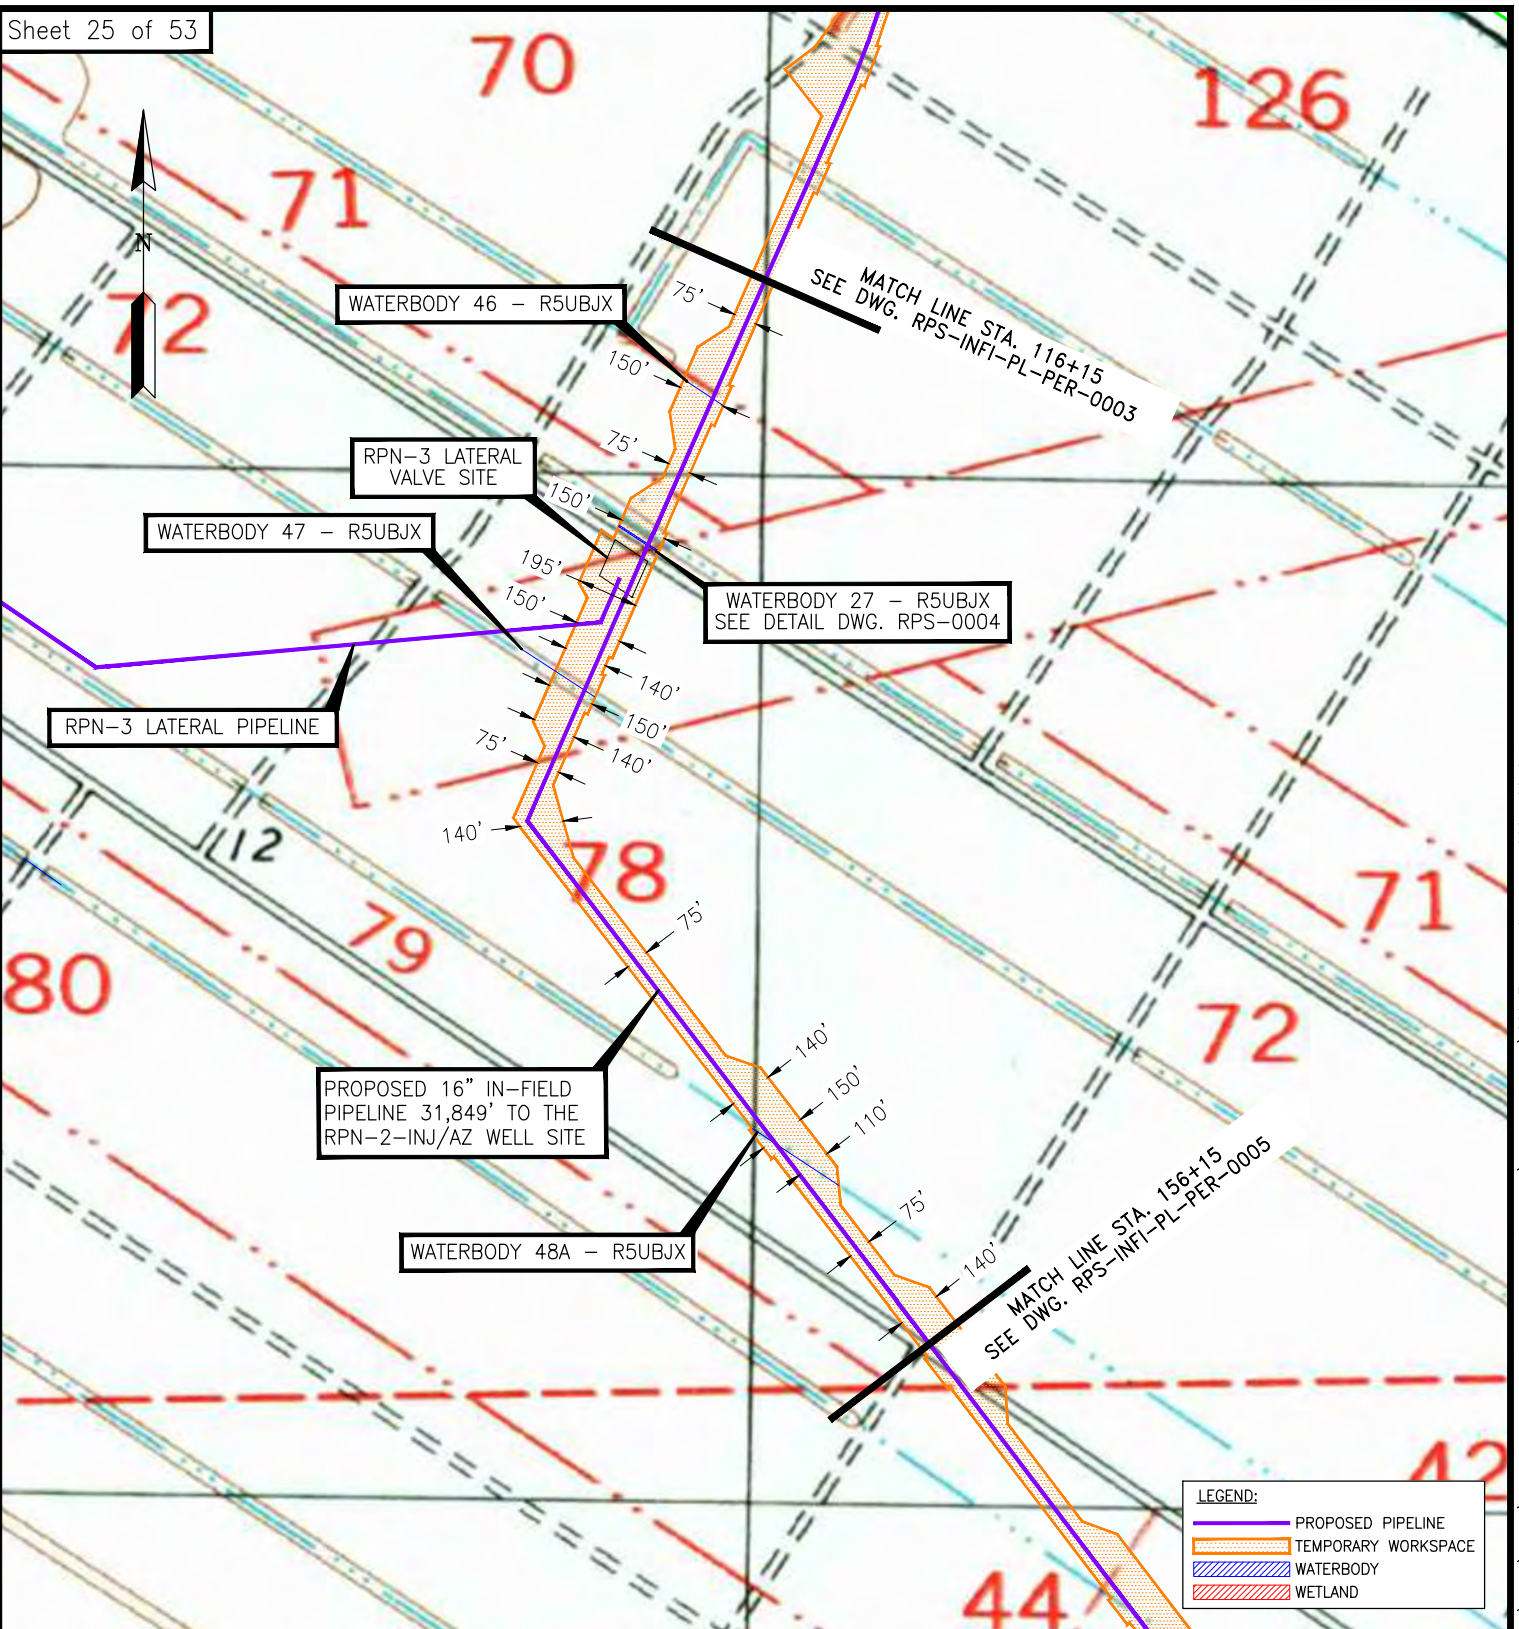 Sheet 25 of 53
70
126
71
N
72
WATERBODY 46 – R5UBJX
75'
MATCH LINE STA. 116+15
SEE DWG. RPS–INFI–PL–PER–0003
150'
75'
RPN–3 LATERAL
VALVE SITE
150'
WATERBODY 47 – R5UBJX
195'
150'
WATERBODY 27 – R5UBJX
SEE DETAIL DWG. RPS–0004
140'
150'
140'
RPN–3 LATERAL PIPELINE
75'
140'
12
78
71
79
75'
80
72
140'
150'
110'
PROPOSED 16” IN–FIELD
PIPELINE 31,849' TO THE
RPN–2–INJ/AZ WELL SITE
75'
WATERBODY 48A – R5UBJX
140'
MATCH LINE STA. 156+15
SEE DWG. RPS–INFI–PL–PER–0005
42
44
LEGEND:
PROPOSED PIPELINE
TEMPORARY WORKSPACE
WATERBODY
WETLAND